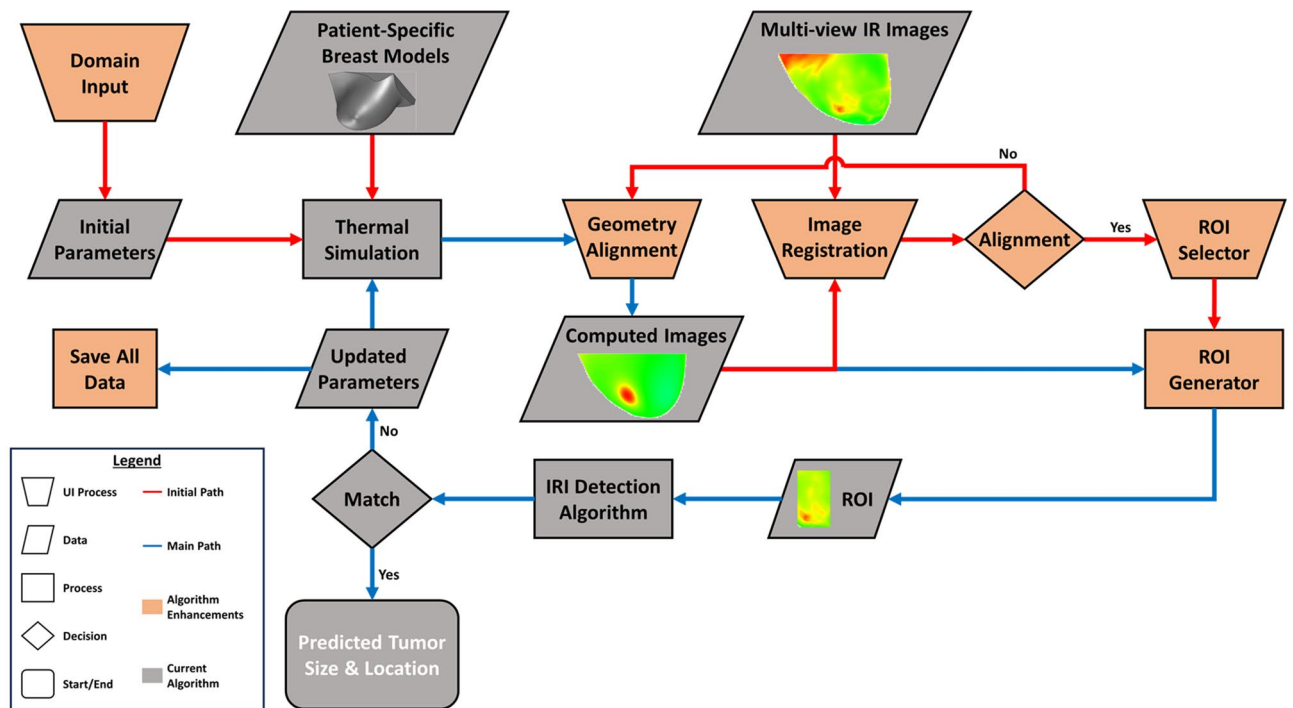 Domain
Input
Patient-Specific
Breast Models
Multi-view IR Images
No
Initial
Parameters
Thermal
Simulation
Geometry
Alignment
Image
Registration
Alignment
Yes
ROI
Selector
Save All
Data
Updated
Parameters
Computed Images
ROI
Generator
No
Match
IRI Detection
Algorithm
ROI
Yes
Predicted Tumor
Size & Location
Legend
UI Process
Initial Path
Data
Main Path
Process
Algorithm
Enhancements
Decision
Start/End
Current
Algorithm